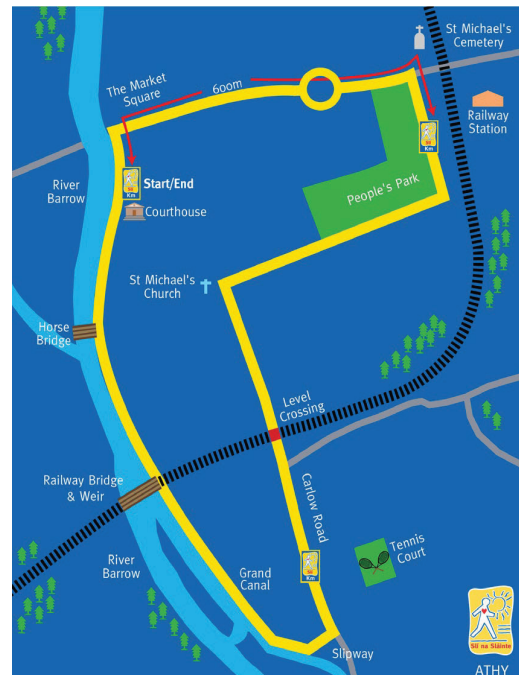 St Michael's
Cemetery
The Market
Square
600m
Railway
Station
Km
Start/End
Km
River
Barrow
Courthouse
People's Park
St Michael's
Church
Horse
Bridge
Level
Crossing
Railway Bridge
& Weir
Carlow Road
Tennis
Court
River
Barrow
Grand
Canal
Km
Slipway
Slí na Sláinte
ATHY